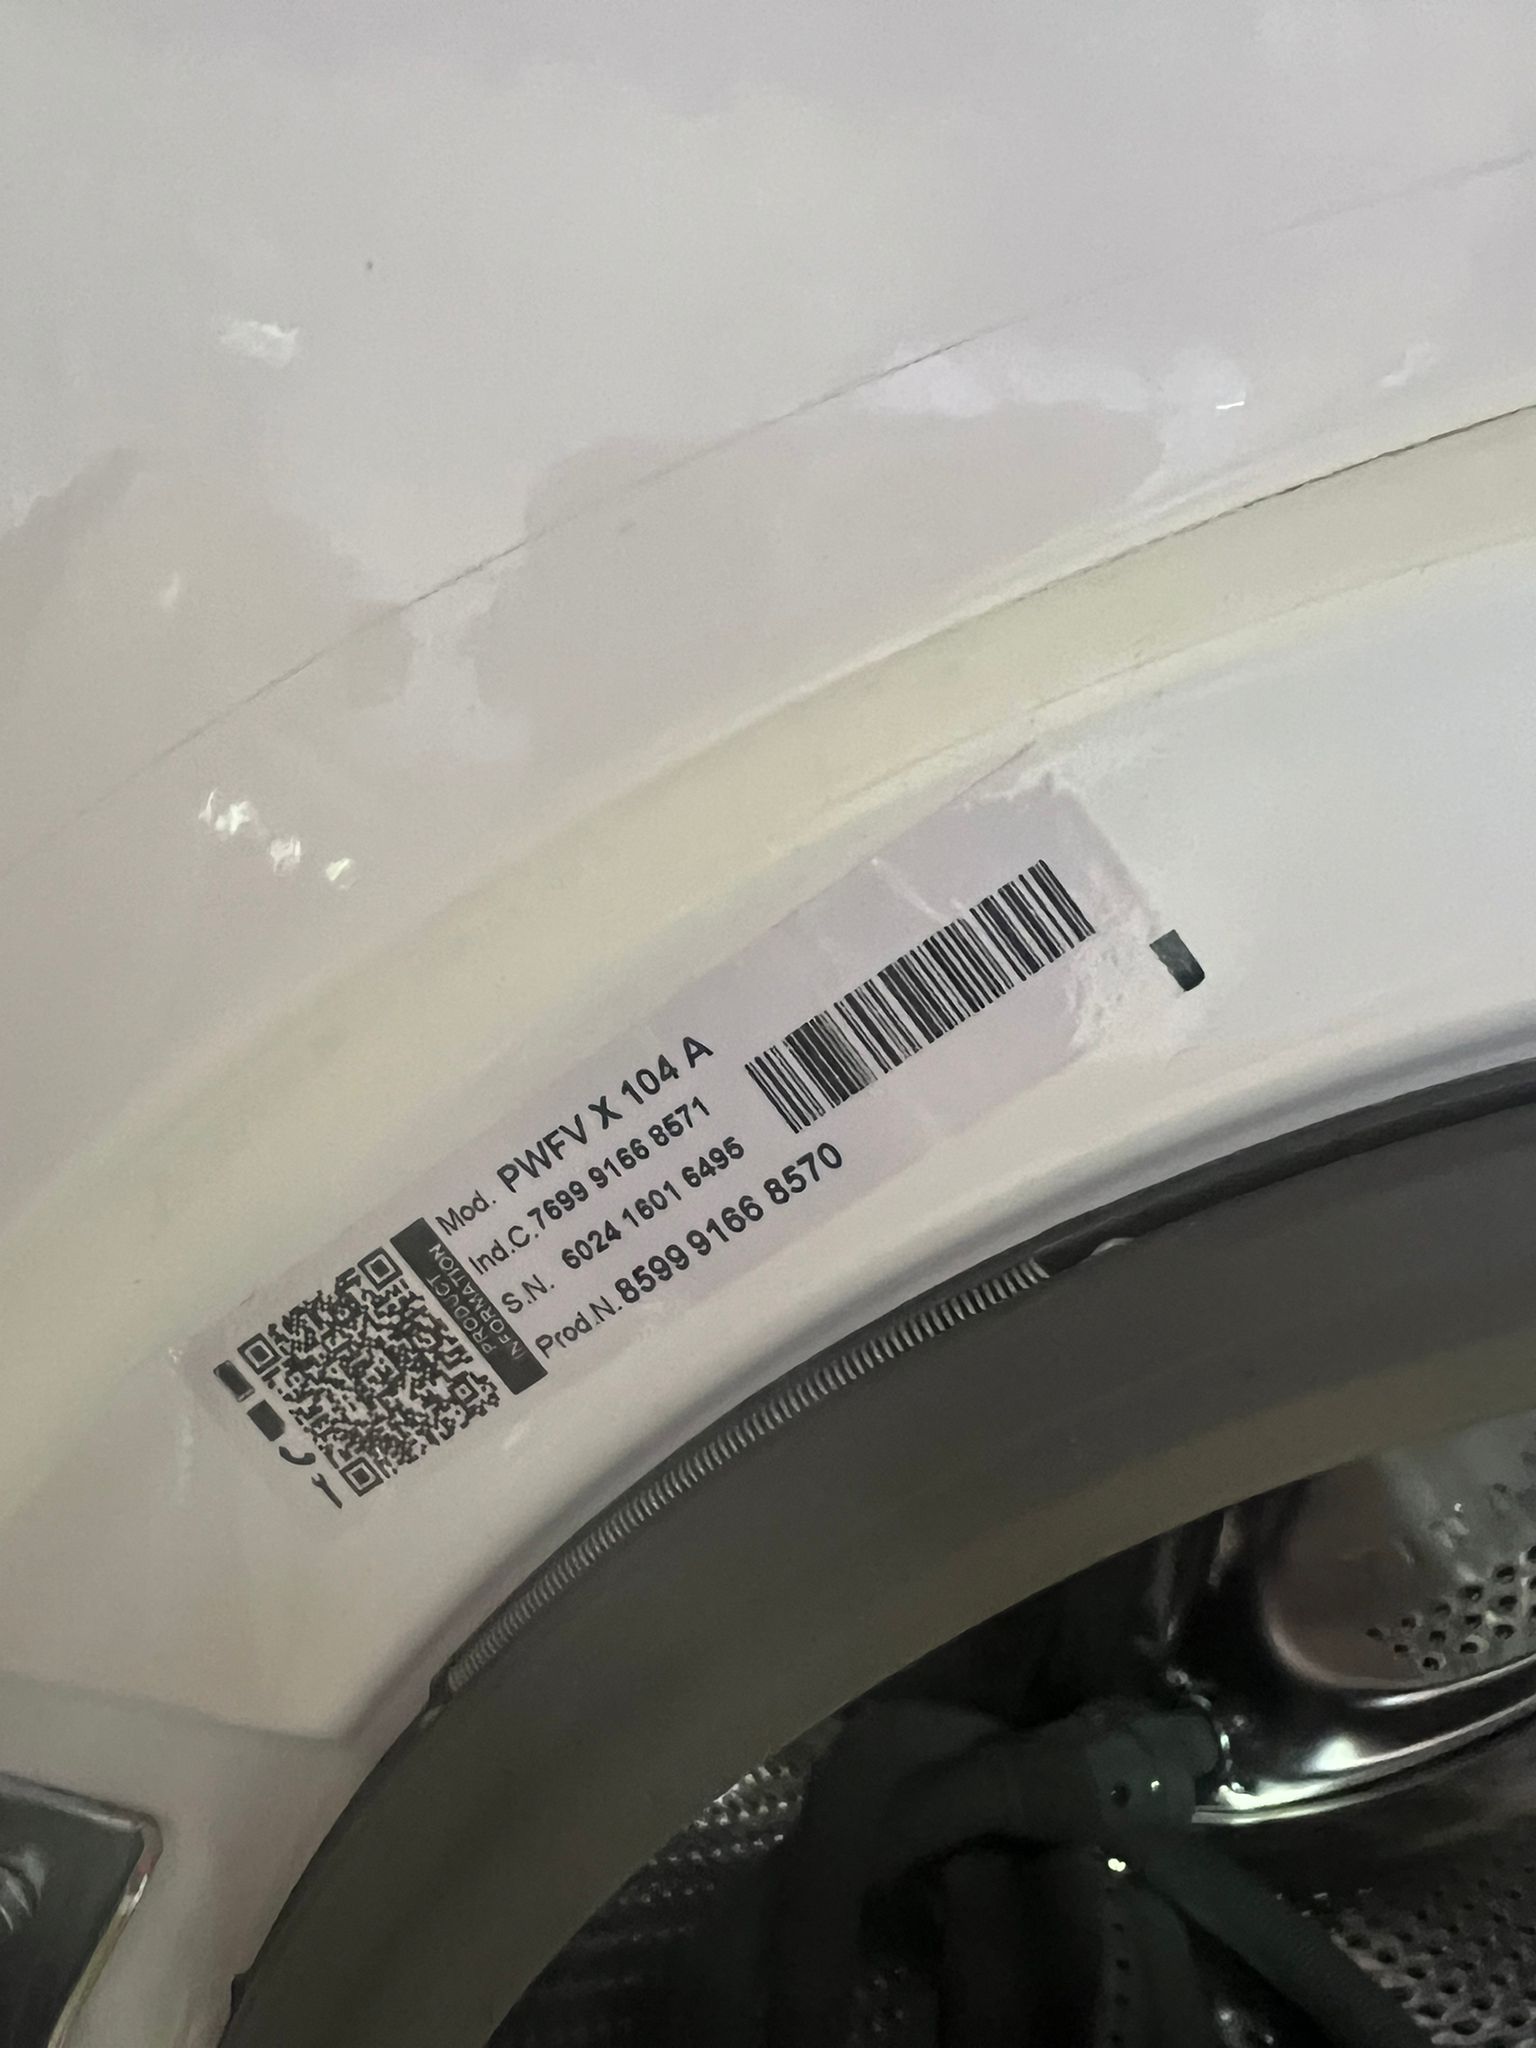 PRODUCT
INFORMATION
Mod. PWFV X 104 A
Ind.C. 7699 9166 8571
S.N. 6024 1601 6495
Prod.N. 8599 9166 8570